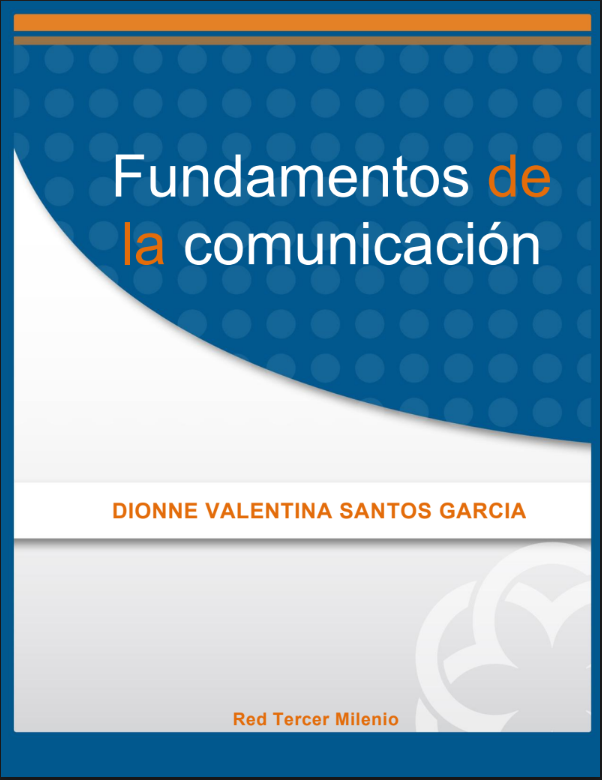 Fundamentos de
la comunicación
DIONNE VALENTINA SANTOS GARCIA
Red Tercer Milenio